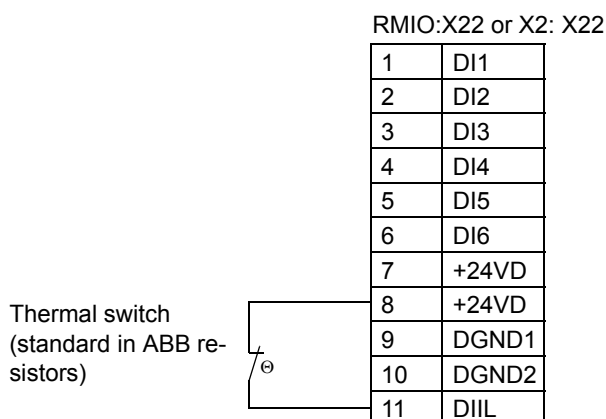 RMIO:X22 or X2: X22
1 DI1
2 DI2
3 DI3
4 DI4
5 DI5
6 DI6
7 +24VD
8 +24VD
9 DGND1
10 DGND2
11 DIIL
Thermal switch
(standard in ABB re-
sistors)
Θ